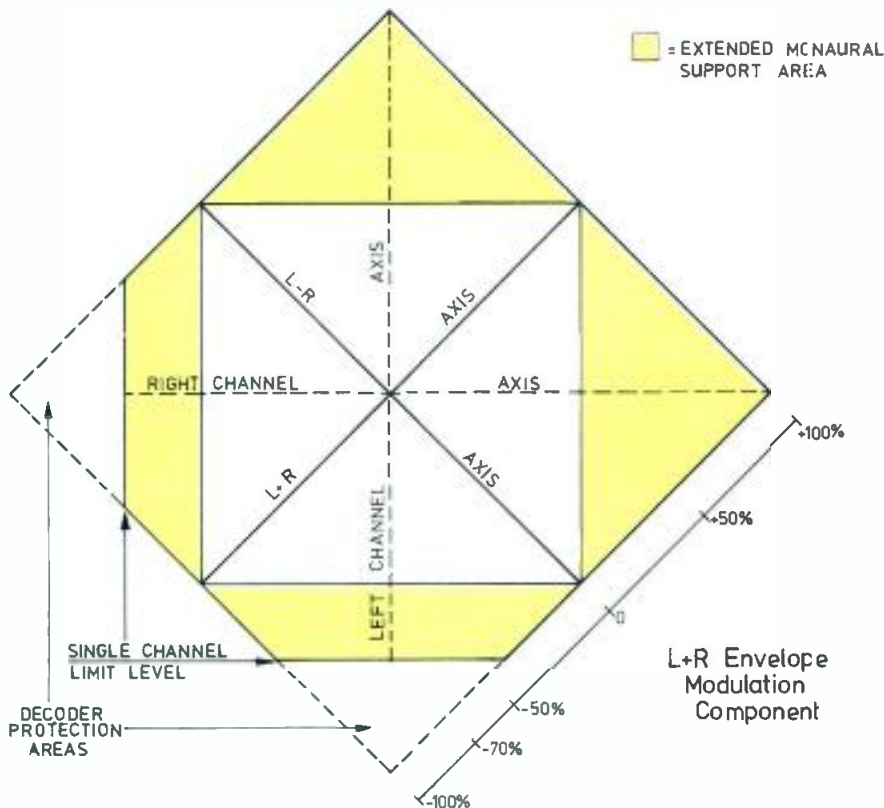 = EXTENDED MONAURAL
SUPPORT AREA
AXIS
L-R
AXIS
RIGHT CHANNEL
AXIS
L+R
AXIS
LEFT CHANNEL
+100%
+50%
0
-50%
-70%
-100%
L+R Envelope
Modulation
Component
SINGLE CHANNEL
LIMIT LEVEL
DECODER
PROTECTION
AREAS